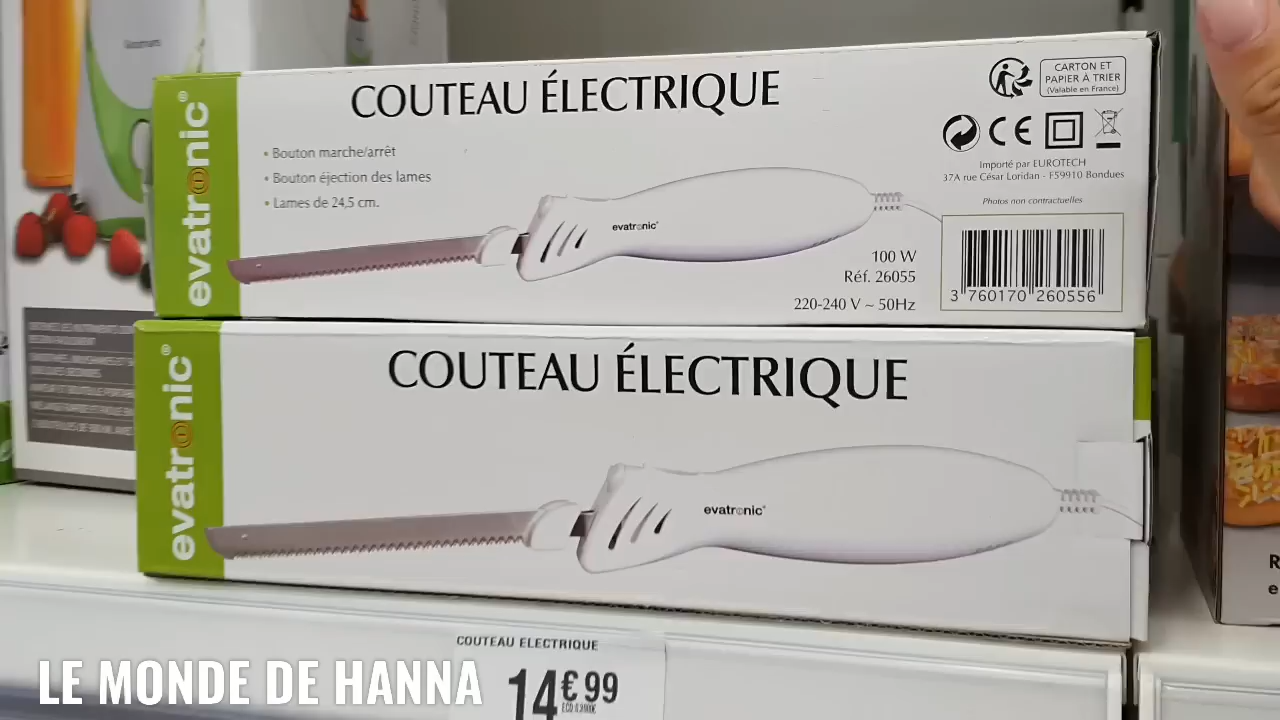 COUTEAU ÉLECTRIQUE
evatronic®
• Bouton marche/arrêt
• Bouton éjection des lames
• Lames de 24,5 cm.
evatronic®
CARTON ET
PAPIER À TRIER
(Valable en France)
CE
Importé par EUROTECH
37A rue César Loridan - F59910 Bondues
Photos non contractuelles
100 W
Réf. 26055
220-240 V ~ 50Hz
3 760170 260556
COUTEAU ÉLECTRIQUE
evatronic®
evatronic®
COUTEAU ELECTRIQUE
14€99
LE MONDE DE HANNA